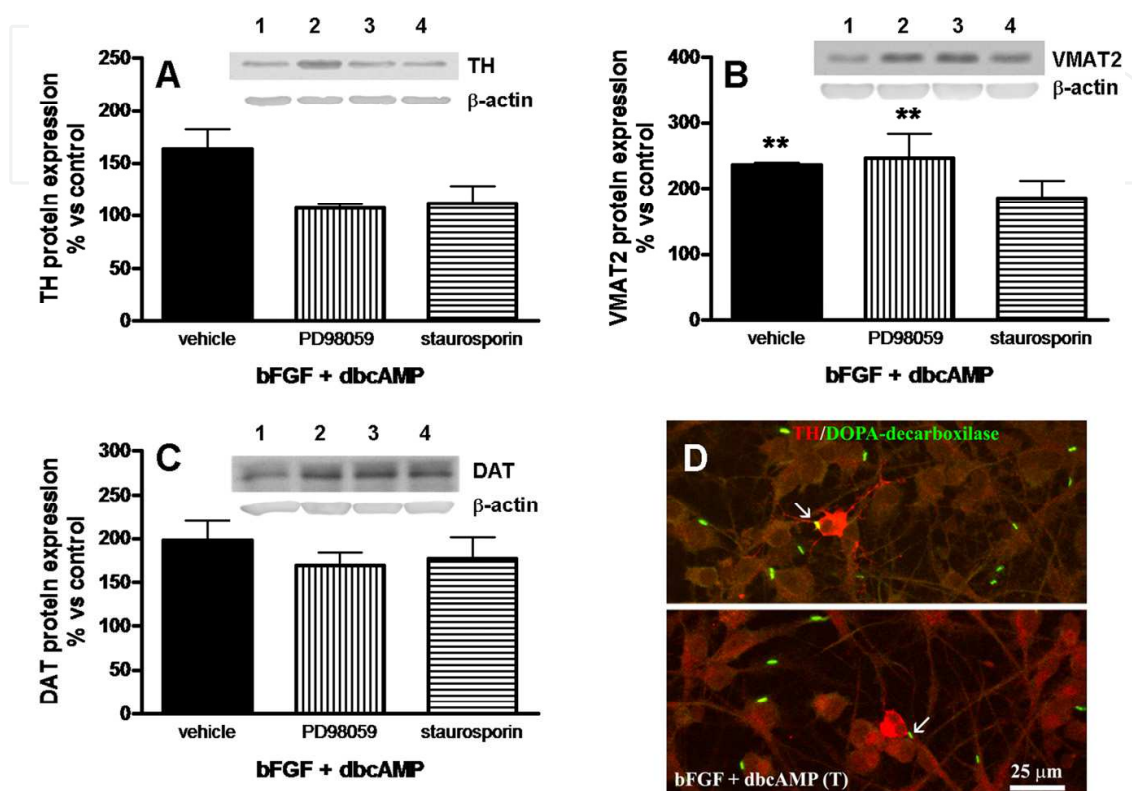 A
1 2 3 4
TH
β-actin
TH protein expression
% vs control
250
200
150
100
50
0
vehicle PD98059 staurosporin
bFGF + dbcAMP
B
1 2 3 4
VMAT2
β-actin
VMAT2 protein expression
% vs control
400
300
200
100
0
** **
vehicle PD98059 staurosporin
bFGF + dbcAMP
C
1 2 3 4
DAT
β-actin
DAT protein expression
% vs control
300
250
200
150
100
50
0
vehicle PD98059 staurosporin
bFGF + dbcAMP
D
TH/DOPA-decarboxilase
bFGF + dbcAMP (T)
25 µm